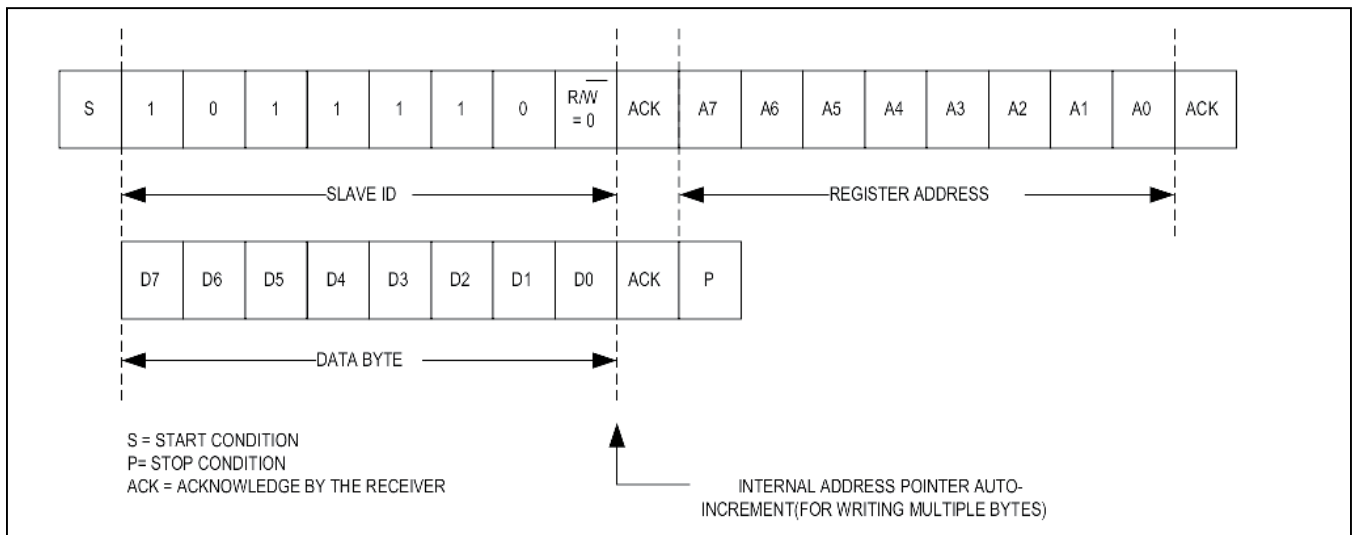 S 1 0 1 1 1 1 0 R/W̅ = 0 ACK A7 A6 A5 A4 A3 A2 A1 A0 ACK
SLAVE ID REGISTER ADDRESS
D7 D6 D5 D4 D3 D2 D1 D0 ACK P
DATA BYTE
S = START CONDITION
P= STOP CONDITION
ACK = ACKNOWLEDGE BY THE RECEIVER
INTERNAL ADDRESS POINTER AUTO-
INCREMENT(FOR WRITING MULTIPLE BYTES)